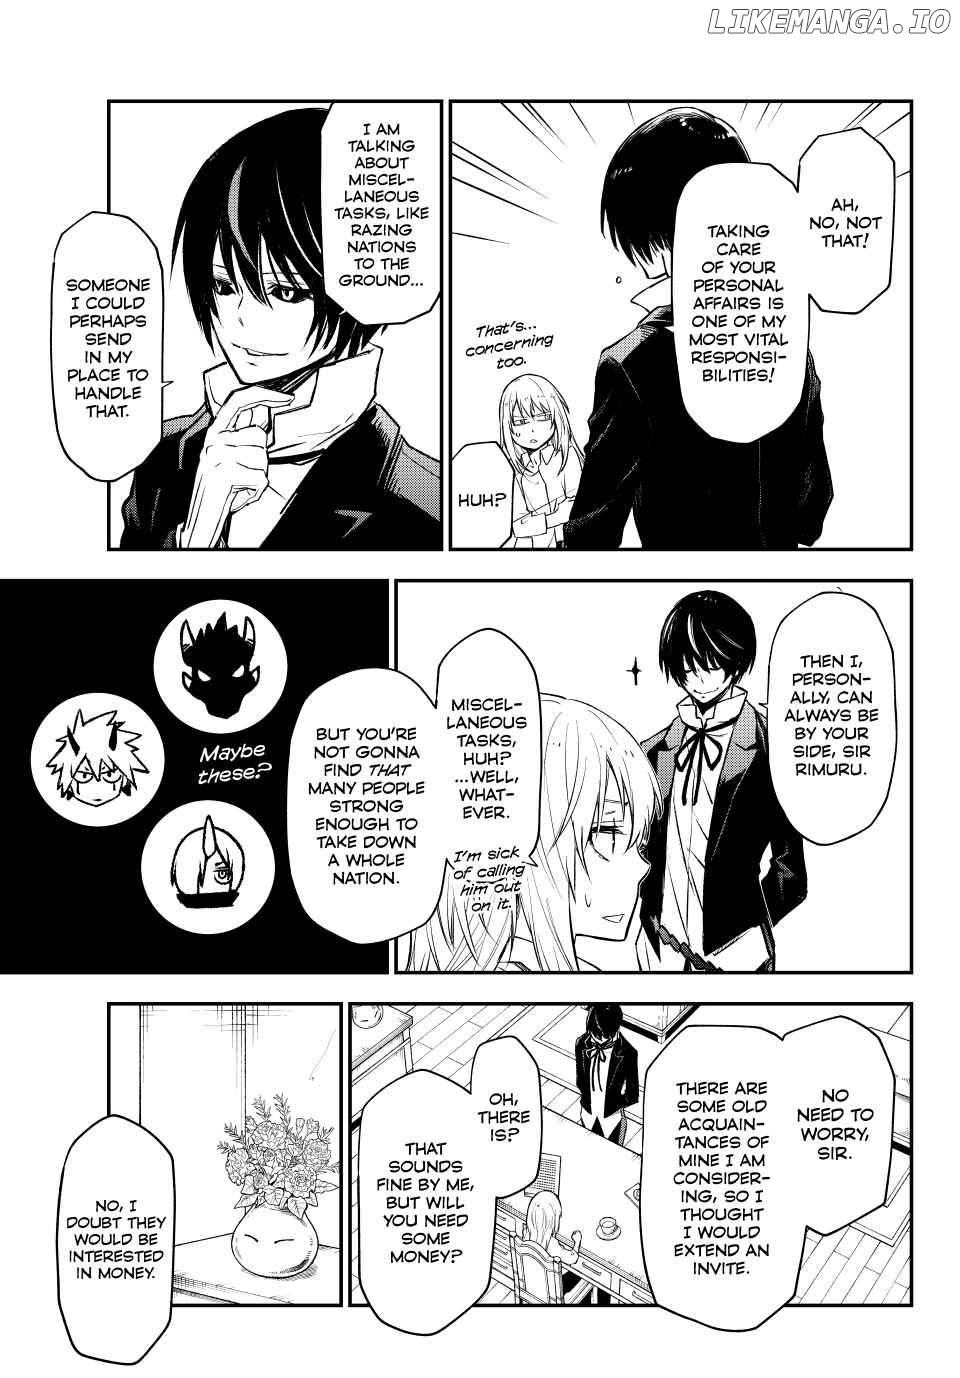 LIKEMANGA.IO
AH,
NO, NOT
THAT!
TAKING
CARE
OF YOUR
PERSONAL
AFFAIRS IS
ONE OF MY
MOST VITAL
RESPONSI-
BILITIES!
That's...
concerning
too.
HUH?
I AM
TALKING
ABOUT
MISCEL-
LANEOUS
TASKS, LIKE
RAZING
NATIONS
TO THE
GROUND...
SOMEONE
I COULD
PERHAPS
SEND
IN MY
PLACE TO
HANDLE
THAT.
THEN I,
PERSON-
ALLY, CAN
ALWAYS BE
BY YOUR
SIDE, SIR
RIMURU.
MISCEL-
LANEOUS
TASKS,
HUH?
...WELL,
WHAT-
EVER.
I'm sick
of calling
him out
on it.
BUT YOU'RE
NOT GONNA
FIND THAT
MANY PEOPLE
STRONG
ENOUGH TO
TAKE DOWN
A WHOLE
NATION.
Maybe
these?
NO
NEED TO
WORRY,
SIR.
THERE ARE
SOME OLD
ACQUAIN-
TANCES OF
MINE I AM
CONSIDER-
ING, SO I
THOUGHT
I WOULD
EXTEND AN
INVITE.
OH,
THERE
IS?
THAT
SOUNDS
FINE BY ME,
BUT WILL
YOU NEED
SOME
MONEY?
NO, I
DOUBT THEY
WOULD BE
INTERESTED
IN MONEY.